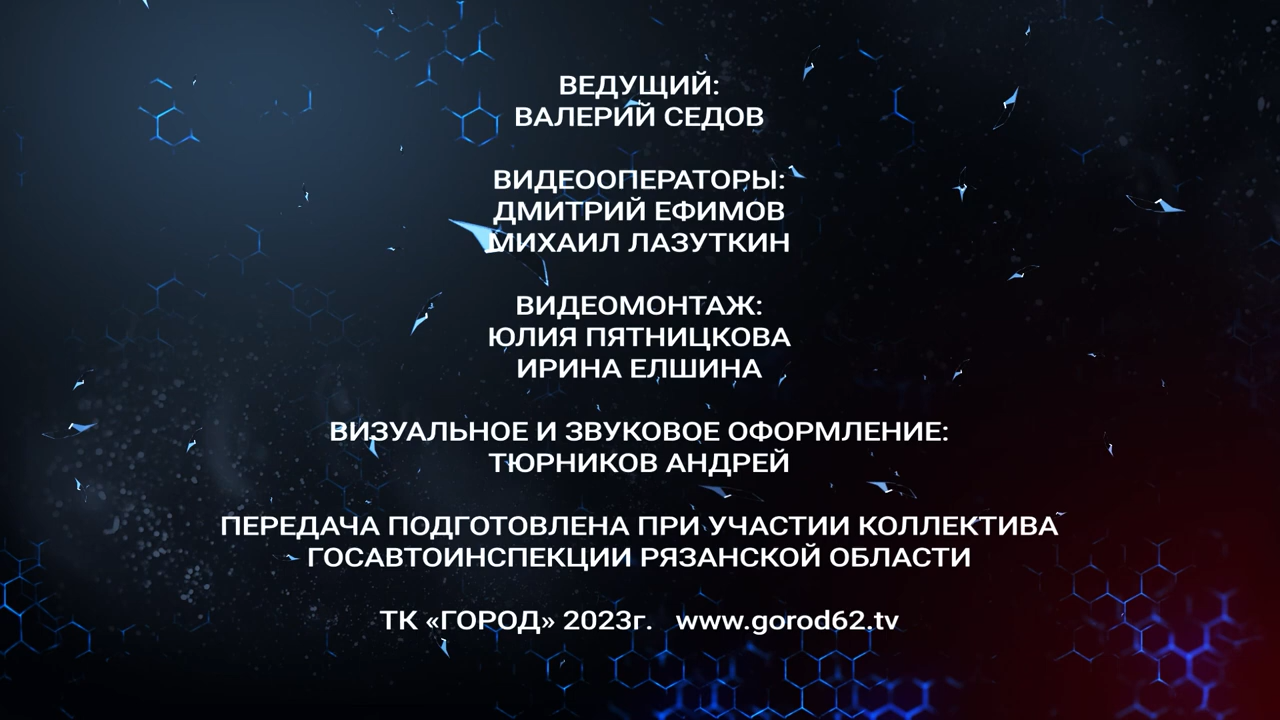 ВЕДУЩИЙ:
ВАЛЕРИЙ СЕДОВ
ВИДЕООПЕРАТОРЫ:
ДМИТРИЙ ЕФИМОВ
МИХАИЛ ЛАЗУТКИН
ВИДЕОМОНТАЖ:
ЮЛИЯ ПЯТНИЦКОВА
ИРИНА ЕЛШИНА
ВИЗУАЛЬНОЕ И ЗВУКОВОЕ ОФОРМЛЕНИЕ:
ТЮРНИКОВ АНДРЕЙ
ПЕРЕДАЧА ПОДГОТОВЛЕНА ПРИ УЧАСТИИ КОЛЛЕКТИВА
ГОСАВТОИНСПЕКЦИИ РЯЗАНСКОЙ ОБЛАСТИ
ТК «ГОРОД» 2023г. www.gorod62.tv